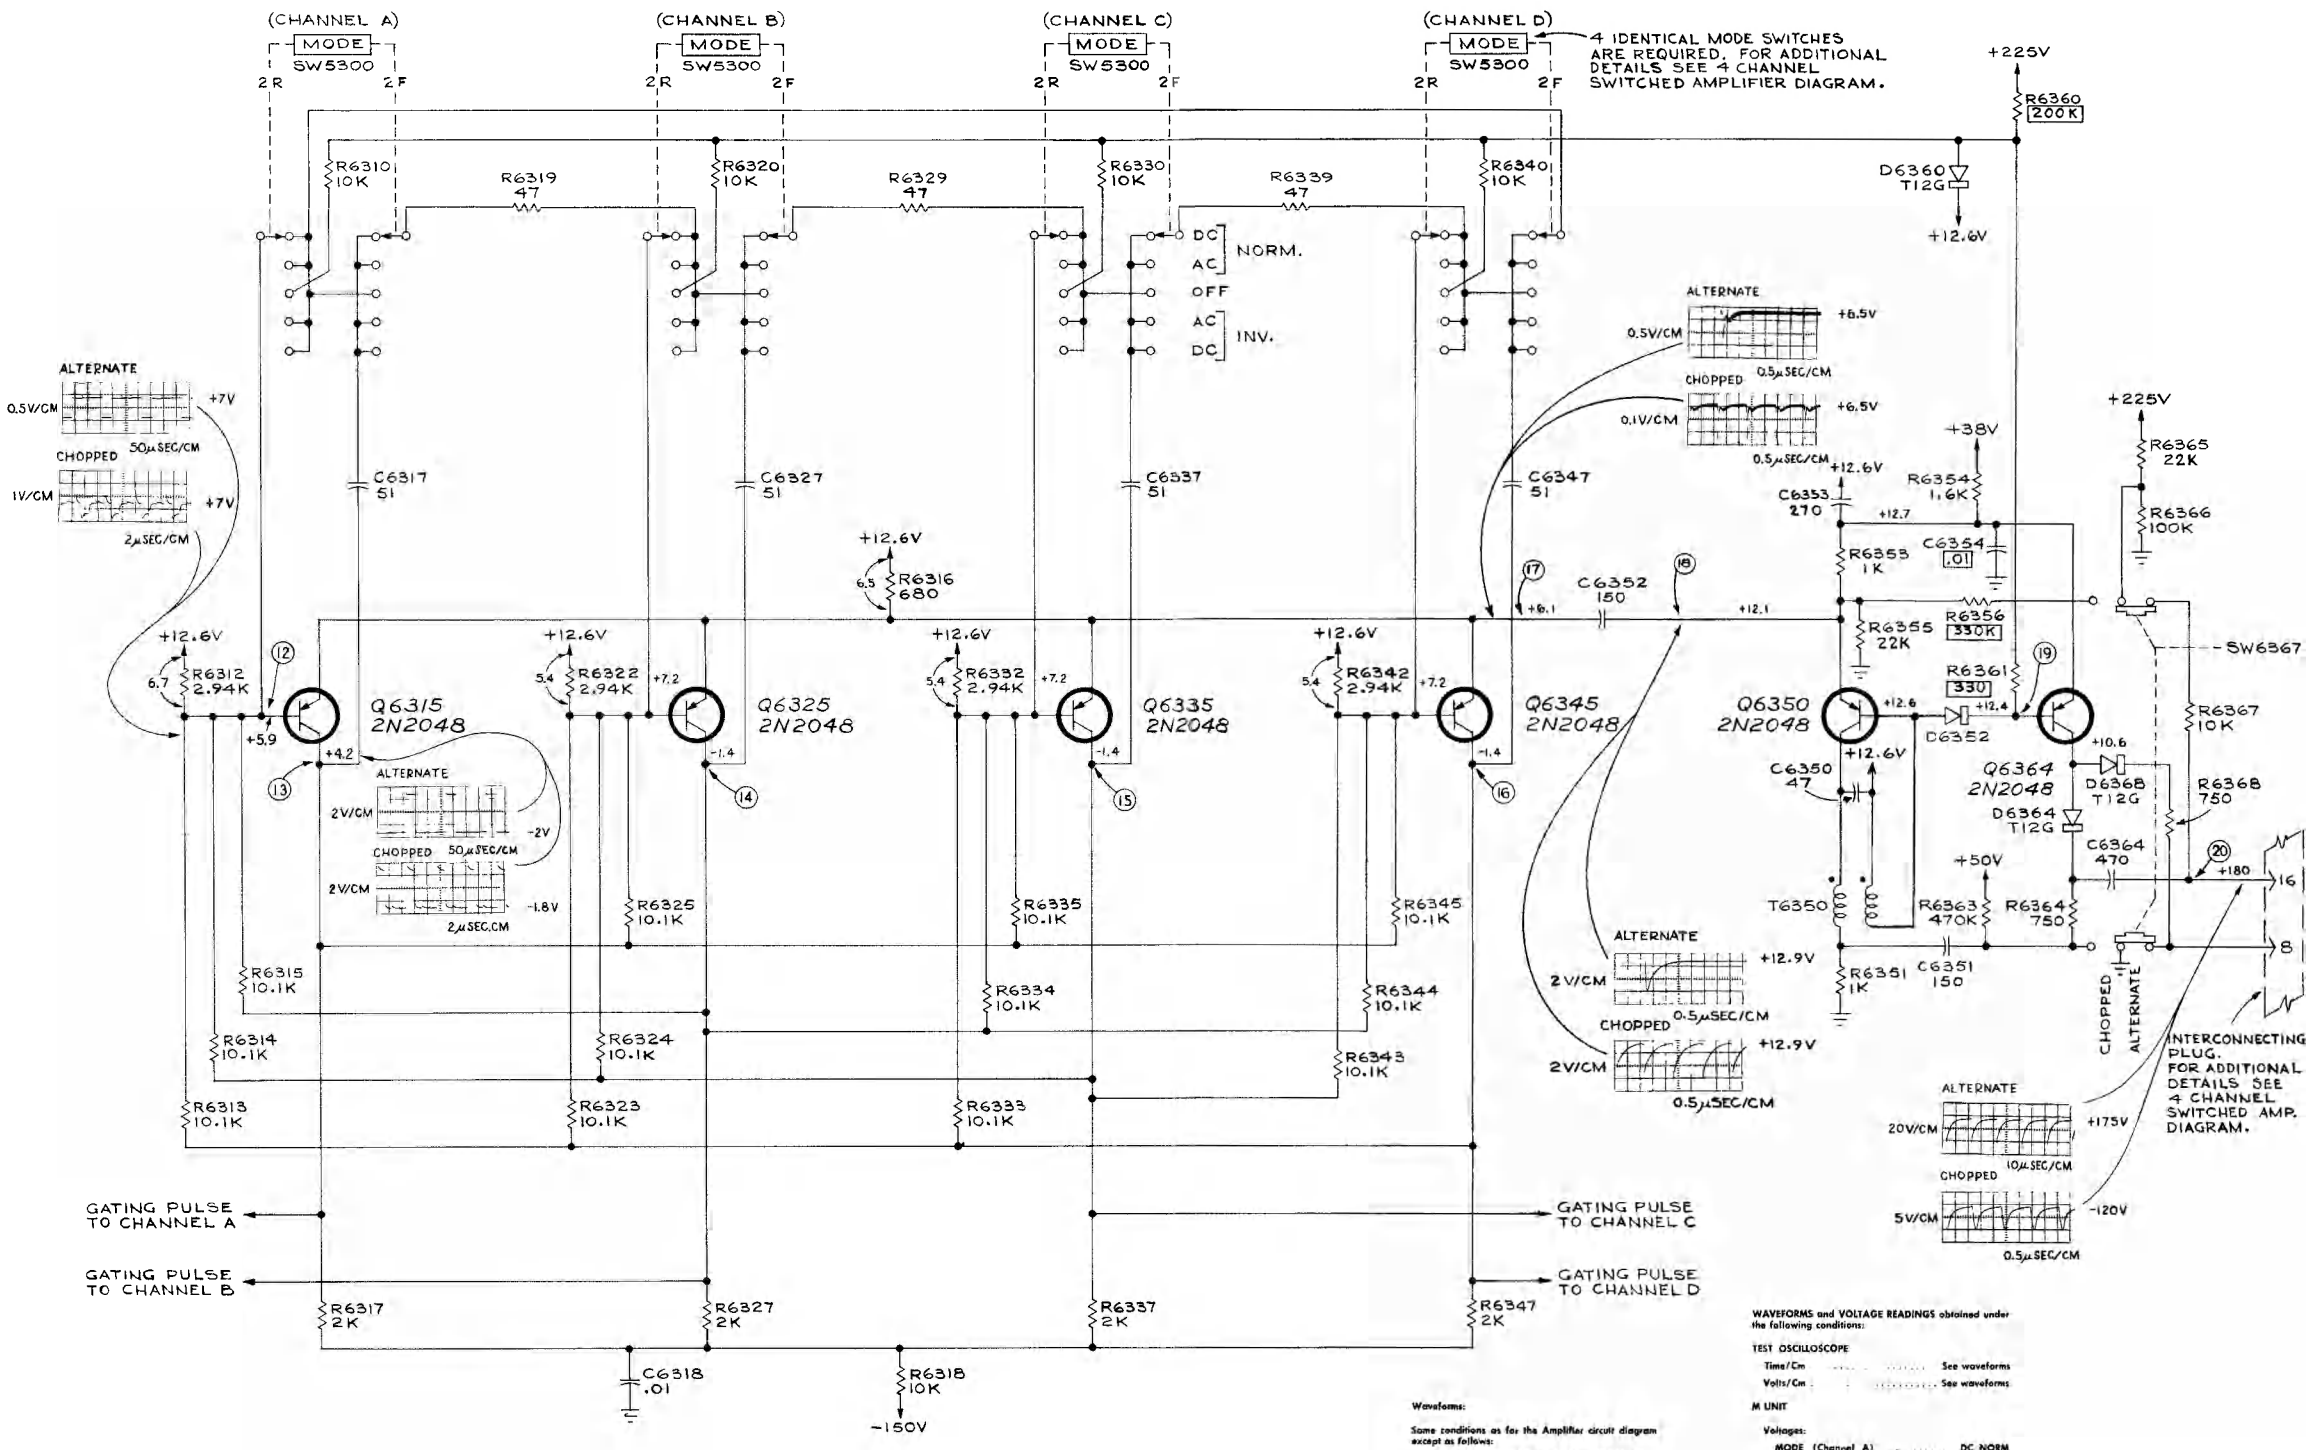 (CHANNEL A)
MODE
SW5300
2R
2F
(CHANNEL B)
MODE
SW5300
2R
2F
(CHANNEL C)
MODE
SW5300
2R
2F
(CHANNEL D)
MODE
SW5300
2R
2F
4 IDENTICAL MODE SWITCHES
ARE REQUIRED. FOR ADDITIONAL
DETAILS SEE 4 CHANNEL
SWITCHED AMPLIFIER DIAGRAM.
+225V
R6360
200K
D6360
T12G
+12.6V
R6310
10K
R6319
47
R6320
10K
R6329
47
R6330
10K
R6339
47
R6340
10K
DC
AC
NORM.
OFF
AC
DC
INV.
ALTERNATE
0.5V/CM
+6.5V
0.5µSEC/CM
CHOPPED
0.1V/CM
+6.5V
0.5µSEC/CM
ALTERNATE
0.5V/CM
+7V
50µSEC/CM
CHOPPED
1V/CM
+7V
2µSEC/CM
C6317
51
C6327
51
C6337
51
C6347
51
+12.6V
C6353
270
+38V
R6354
1.6K
+12.7
C6354
.01
R6353
1K
+225V
R6365
22K
R6366
100K
+12.6V
6.5
R6316
680
17
+6.1
C6352
150
18
+12.1
R6355
22K
R6356
330K
SW6367
+12.6V
6.7
R6312
2.94K
12
+5.9
Q6315
2N2048
+4.2
13
+12.6V
5.4
R6322
2.94K
+7.2
Q6325
2N2048
-1.4
14
+12.6V
5.4
R6332
2.94K
+7.2
Q6335
2N2048
-1.4
15
+12.6V
5.4
R6342
2.94K
+7.2
Q6345
2N2048
-1.4
16
Q6350
2N2048
+12.6
D6352
R6361
330
+12.4
19
Q6364
2N2048
+10.6
D6368
T12G
R6367
10K
R6368
750
+12.6V
C6350
47
D6364
T12G
C6364
470
20
+180
16
8
T6350
+50V
R6363
470K
R6364
750
C6351
150
R6351
1K
CHOPPED
ALTERNATE
INTERCONNECTING
PLUG.
FOR ADDITIONAL
DETAILS SEE
4 CHANNEL
SWITCHED AMP.
DIAGRAM.
ALTERNATE
2V/CM
-2V
50µSEC/CM
CHOPPED
2V/CM
-1.8V
2µSEC.CM
R6325
10.1K
R6335
10.1K
R6345
10.1K
R6315
10.1K
R6334
10.1K
R6344
10.1K
R6314
10.1K
R6324
10.1K
R6343
10.1K
R6313
10.1K
R6323
10.1K
R6333
10.1K
ALTERNATE
2V/CM
+12.9V
0.5µSEC/CM
CHOPPED
2V/CM
+12.9V
0.5µSEC/CM
ALTERNATE
20V/CM
+175V
10µSEC/CM
CHOPPED
5V/CM
-120V
0.5µSEC/CM
GATING PULSE
TO CHANNEL A
GATING PULSE
TO CHANNEL B
GATING PULSE
TO CHANNEL C
GATING PULSE
TO CHANNEL D
R6317
2K
R6327
2K
R6337
2K
R6347
2K
C6318
.01
R6318
10K
-150V
WAVEFORMS and VOLTAGE READINGS obtained under
the following conditions:
TEST OSCILLOSCOPE
Time/Cm See waveforms
Volts/Cm See waveforms
M UNIT
Voltages:
MODE (Channel A) DC NORM
Waveforms:
Same conditions as for the Amplifier circuit diagram
except as follows: